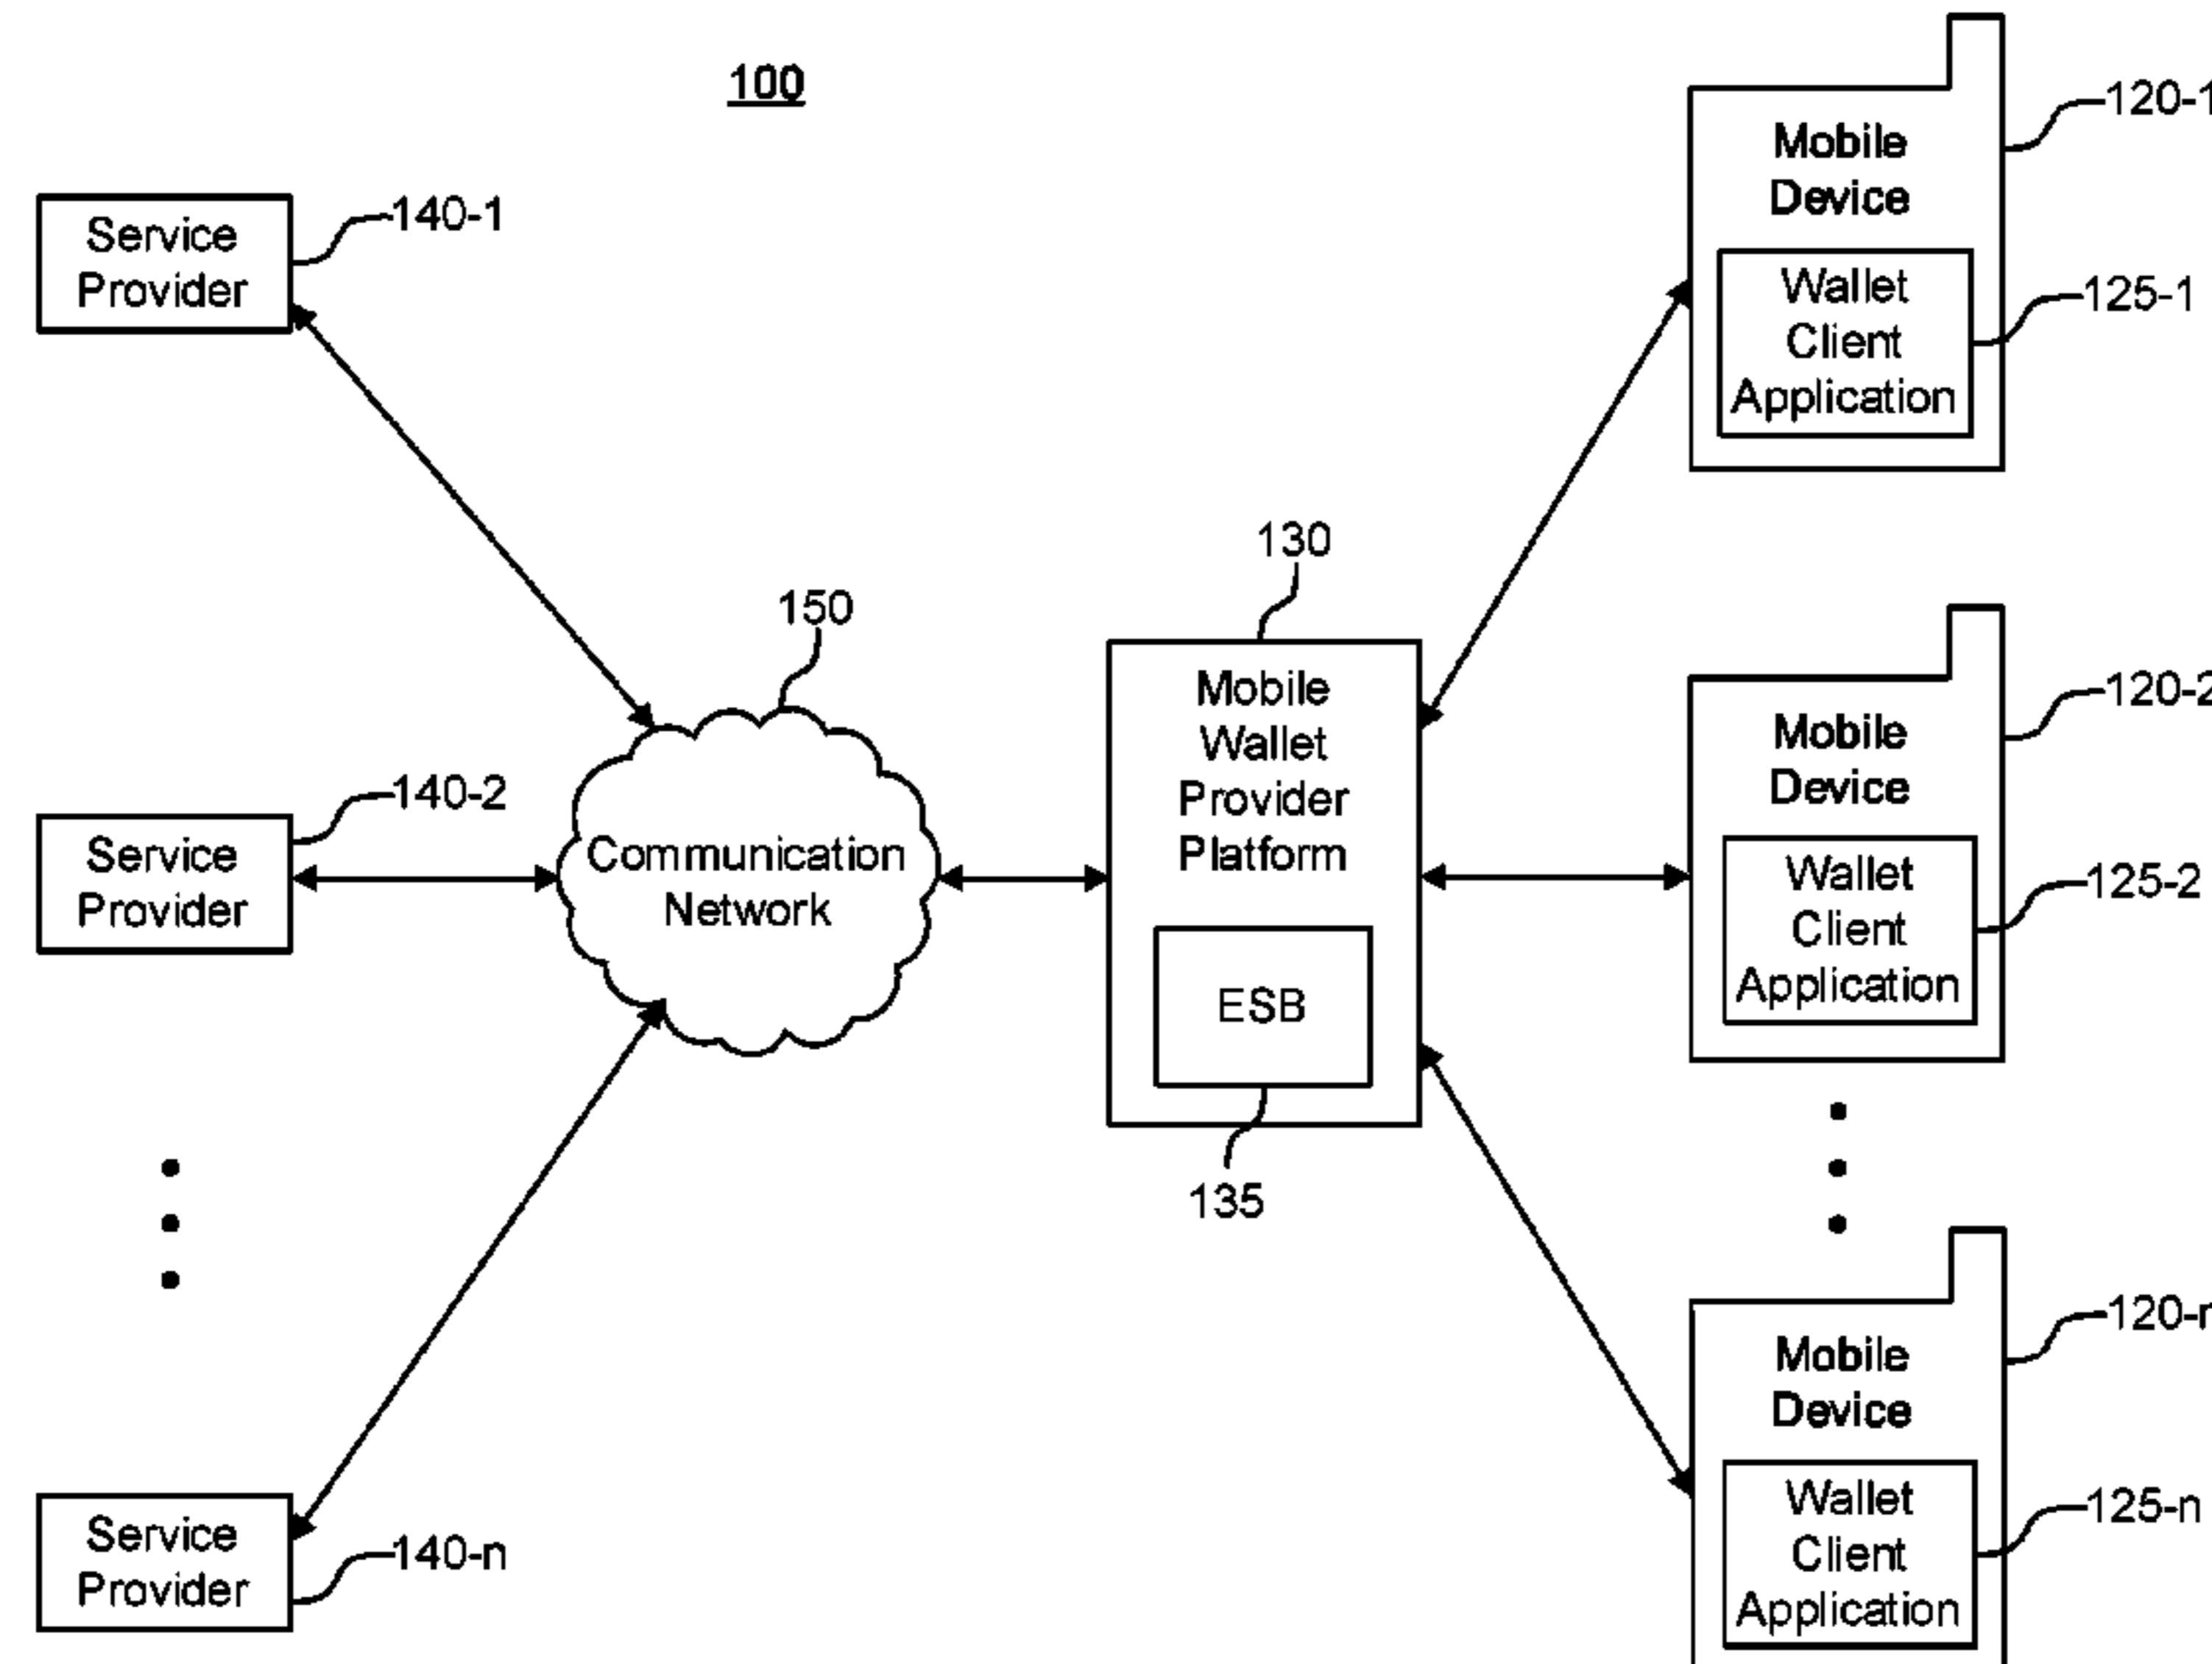 100
Service
Provider
140-1
Service
Provider
140-2
Service
Provider
140-n
150
Communication
Network
130
Mobile
Wallet
Provider
Platform
ESB
135
Mobile
Device
120-1
Wallet
Client
Application
125-1
Mobile
Device
120-2
Wallet
Client
Application
125-2
Mobile
Device
120-n
Wallet
Client
Application
125-n